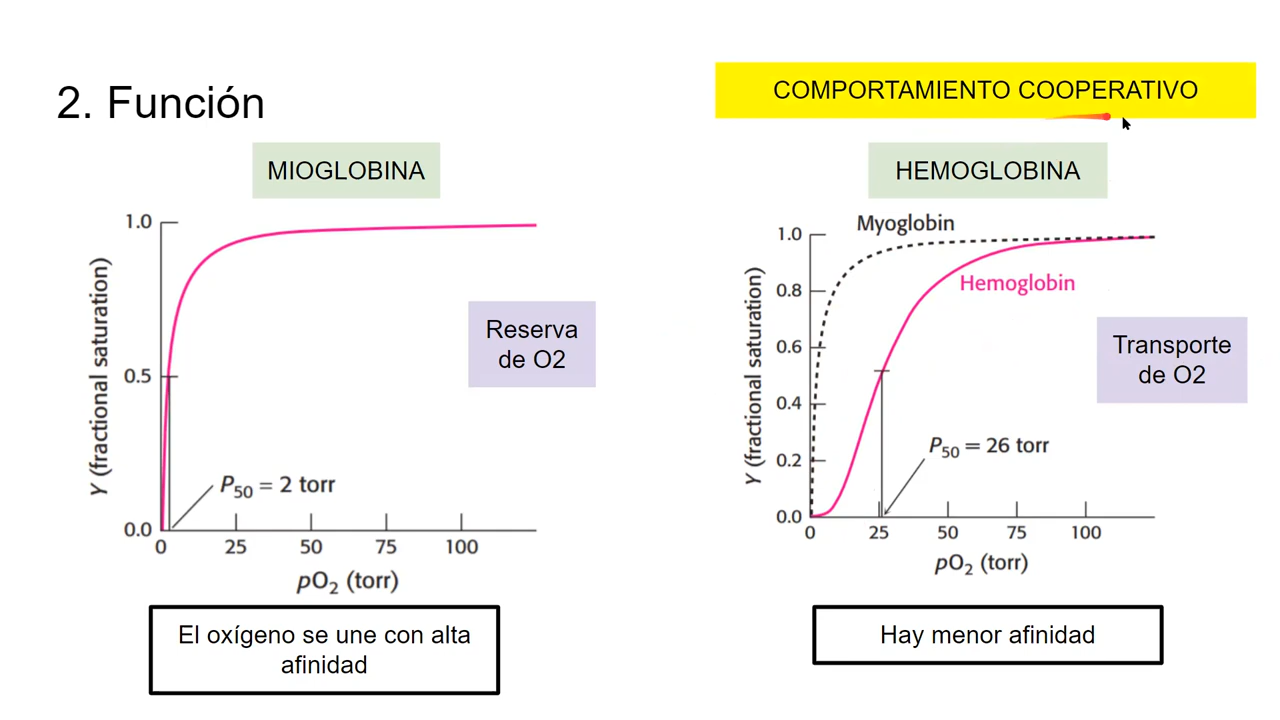 2. Función
COMPORTAMIENTO COOPERATIVO
MIOGLOBINA
1.0
0.5
0.0
Y (fractional saturation)
P50 = 2 torr
0 25 50 75 100
pO2 (torr)
Reserva
de O2
El oxígeno se une con alta
afinidad
HEMOGLOBINA
Myoglobin
Hemoglobin
1.0
0.8
0.6
0.4
0.2
0.0
Y (fractional saturation)
P50 = 26 torr
0 25 50 75 100
pO2 (torr)
Transporte
de O2
Hay menor afinidad